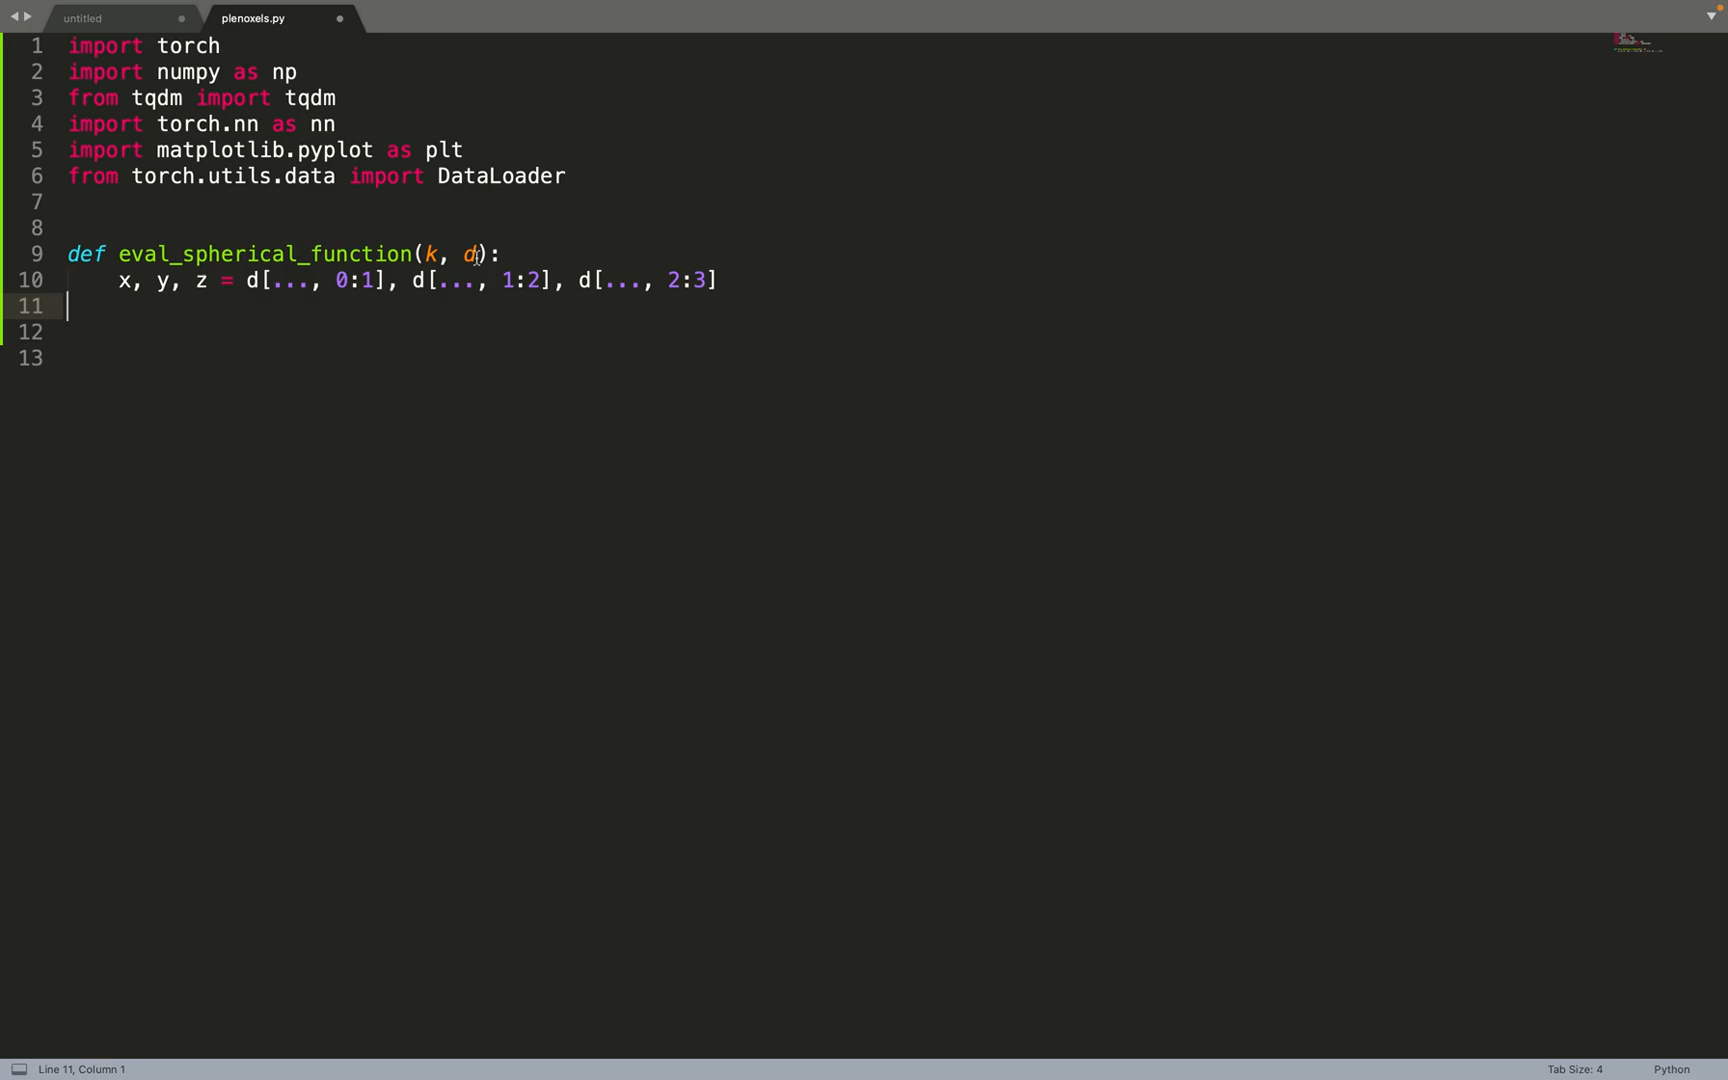 untitled
plenoxels.py
1 import torch
2 import numpy as np
3 from tqdm import tqdm
4 import torch.nn as nn
5 import matplotlib.pyplot as plt
6 from torch.utils.data import DataLoader
7
8
9 def eval_spherical_function(k, d):
10     x, y, z = d[..., 0:1], d[..., 1:2], d[..., 2:3]
11
12
13
Line 11, Column 1
Tab Size: 4
Python